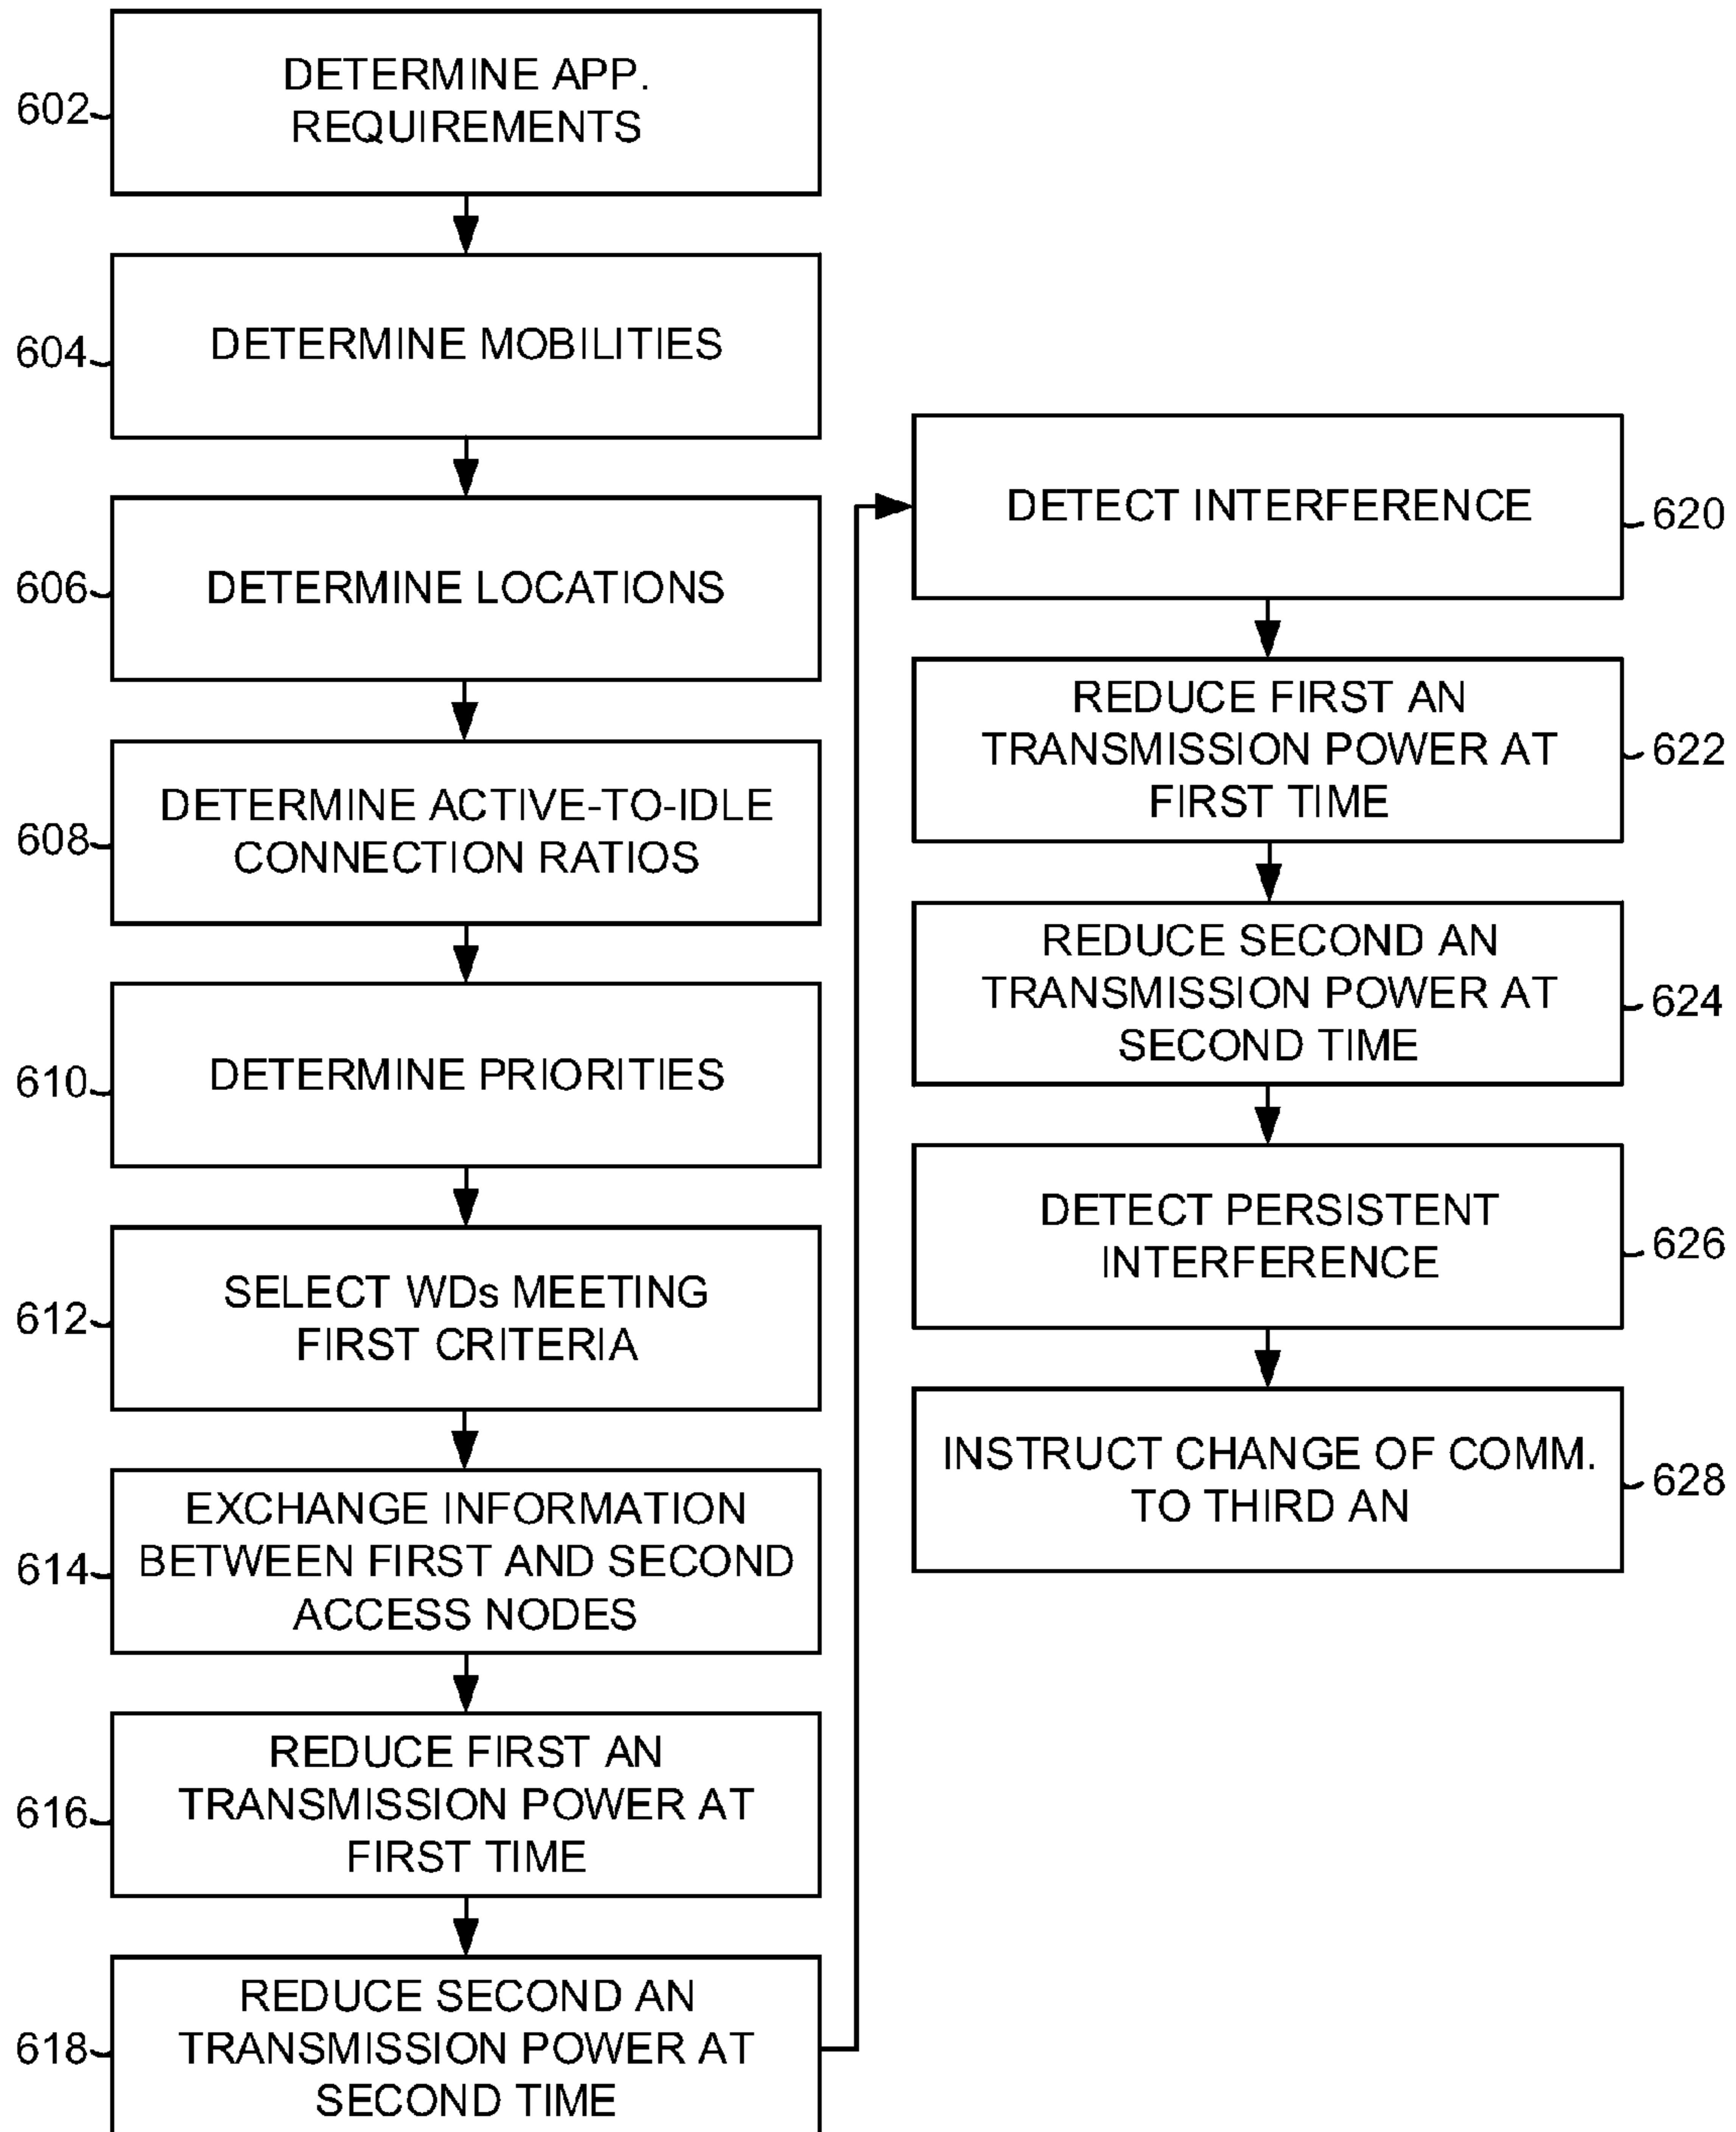 DETERMINE APP.
REQUIREMENTS
602
DETERMINE MOBILITIES
604
DETERMINE LOCATIONS
606
DETERMINE ACTIVE-TO-IDLE
CONNECTION RATIOS
608
DETERMINE PRIORITIES
610
SELECT WDs MEETING
FIRST CRITERIA
612
EXCHANGE INFORMATION
BETWEEN FIRST AND SECOND
ACCESS NODES
614
REDUCE FIRST AN
TRANSMISSION POWER AT
FIRST TIME
616
REDUCE SECOND AN
TRANSMISSION POWER AT
SECOND TIME
618
DETECT INTERFERENCE
620
REDUCE FIRST AN
TRANSMISSION POWER AT
FIRST TIME
622
REDUCE SECOND AN
TRANSMISSION POWER AT
SECOND TIME
624
DETECT PERSISTENT
INTERFERENCE
626
INSTRUCT CHANGE OF COMM.
TO THIRD AN
628